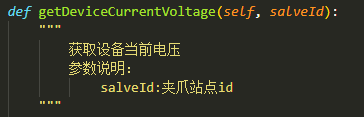 def getDeviceCurrentVoltage(self, salveId):
"""
获取设备当前电压
参数说明：
salveId:夹爪站点id
"""